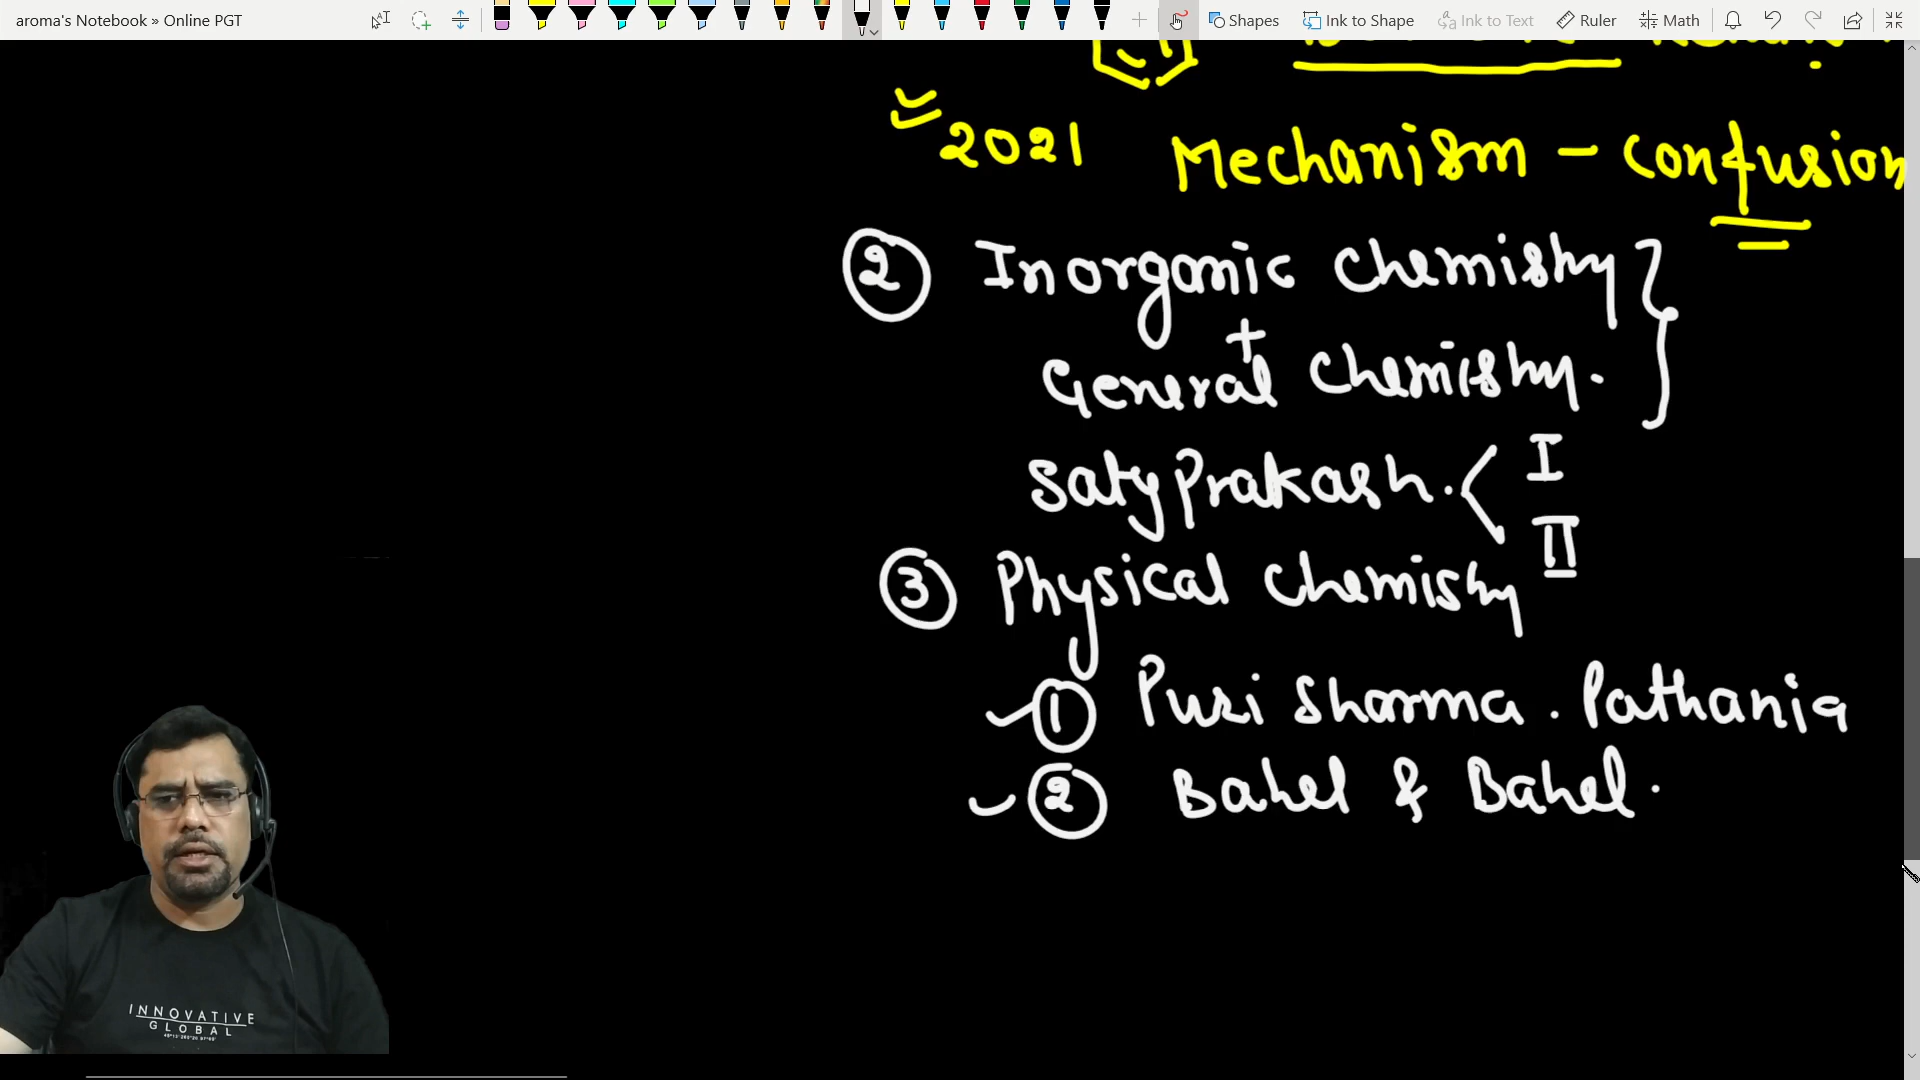 aroma's Notebook » Online PGT
Shapes
Ink to Shape
Ink to Text
Ruler
Math
2021 Mechanism - confusion
2 Inorganic chemistry
+
General chemistry.
Saty Prakash. I
II
3 Physical chemistry
1 Puri Sharma. Pathania
2 Bahel & Bahel.
INNOVATIVE
GLOBAL